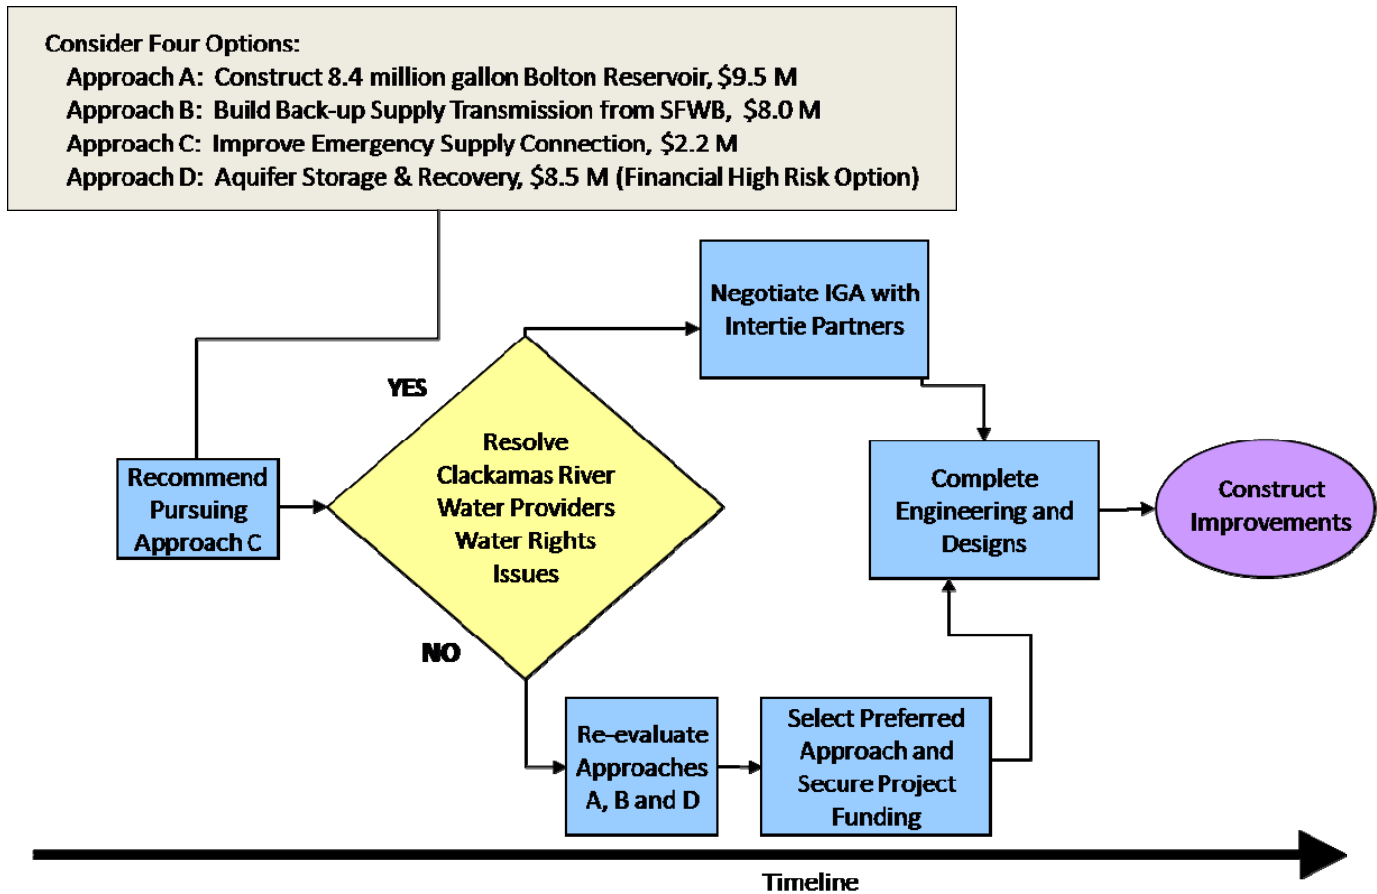 Consider Four Options:
Approach A: Construct 8.4 million gallon Bolton Reservoir, $9.5 M
Approach B: Build Back-up Supply Transmission from SFWB, $8.0 M
Approach C: Improve Emergency Supply Connection, $2.2 M
Approach D: Aquifer Storage & Recovery, $8.5 M (Financial High Risk Option)
Negotiate IGA with
Intertie Partners
YES
Resolve
Clackamas River
Water Providers
Water Rights
Issues
Recommend
Pursuing
Approach C
Complete
Engineering and
Designs
Construct
Improvements
NO
Re-evaluate
Approaches
A, B and D
Select Preferred
Approach and
Secure Project
Funding
Timeline